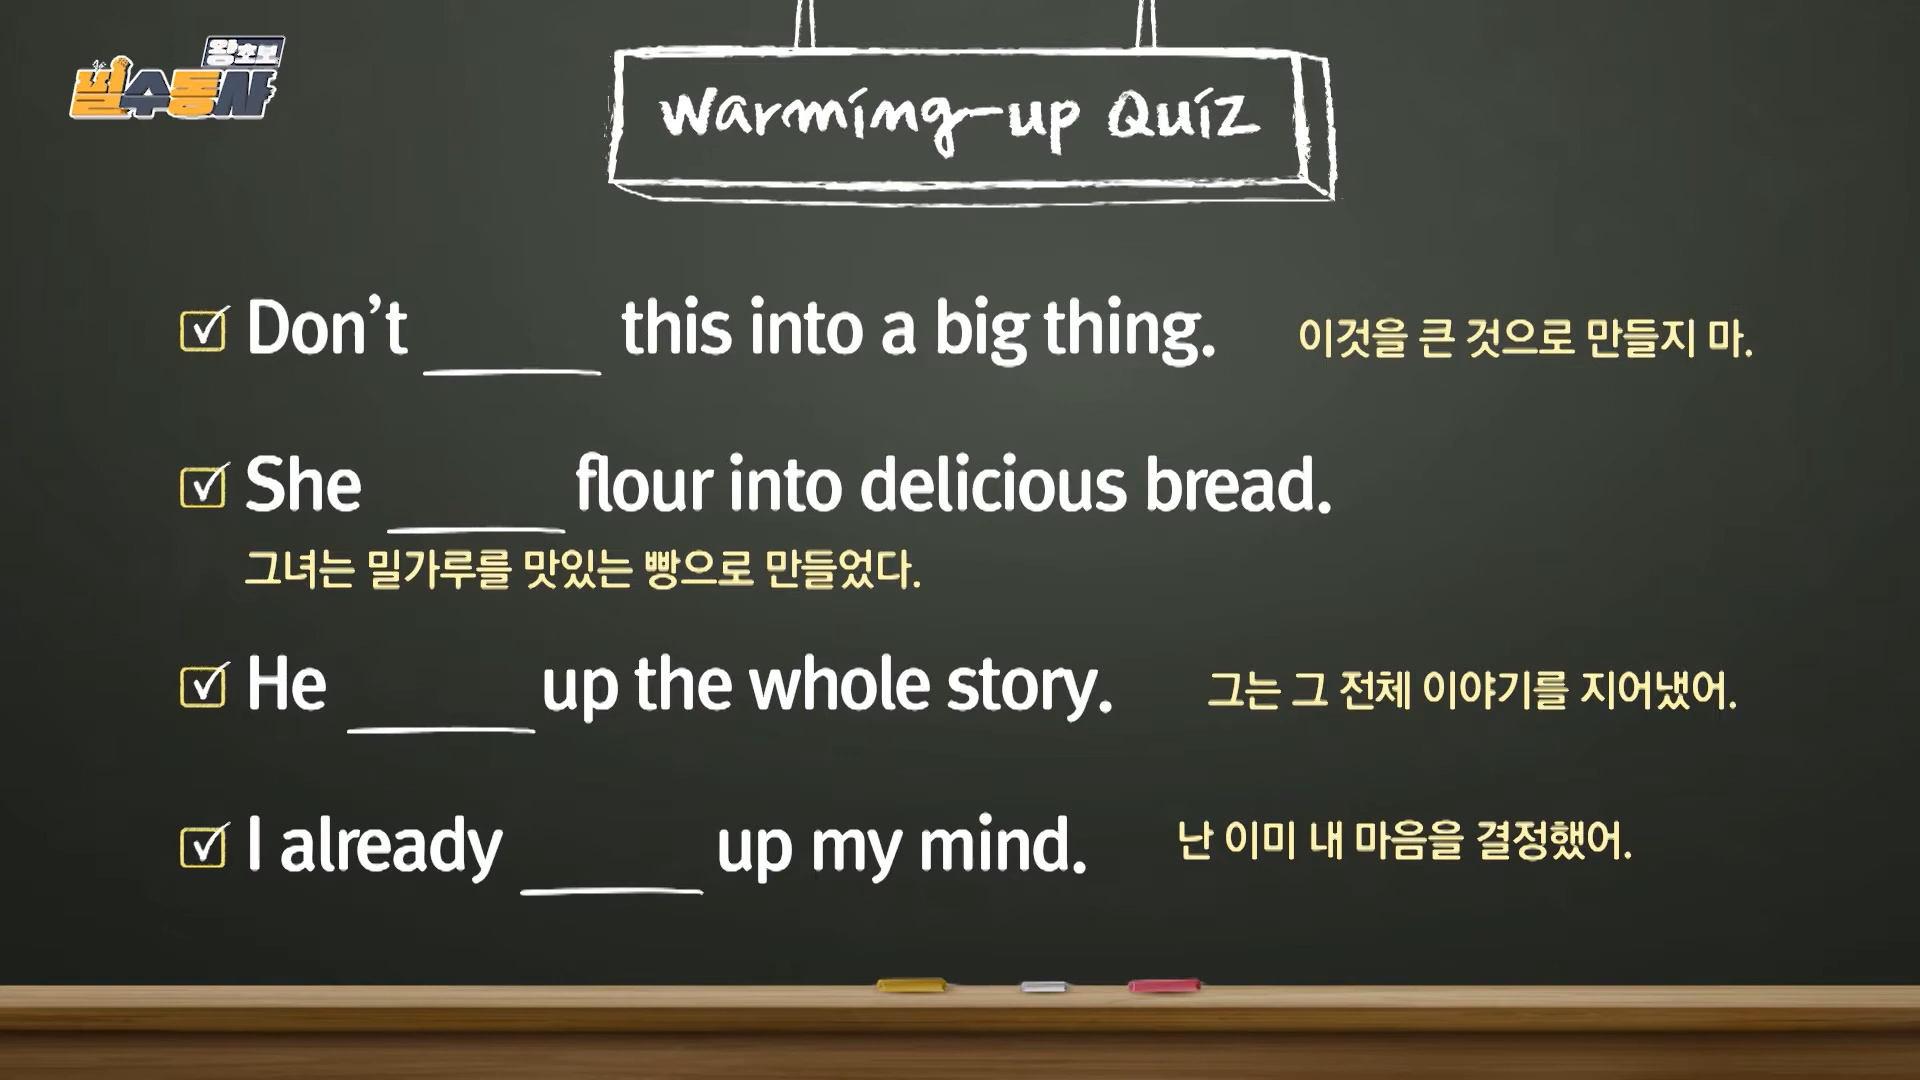 왕초보
필수동사
Warming-up Quiz
Don't ______ this into a big thing. 이것을 큰 것으로 만들지 마.
She ______ flour into delicious bread.
그녀는 밀가루를 맛있는 빵으로 만들었다.
He ______ up the whole story. 그는 그 전체 이야기를 지어냈어.
I already ______ up my mind. 난 이미 내 마음을 결정했어.